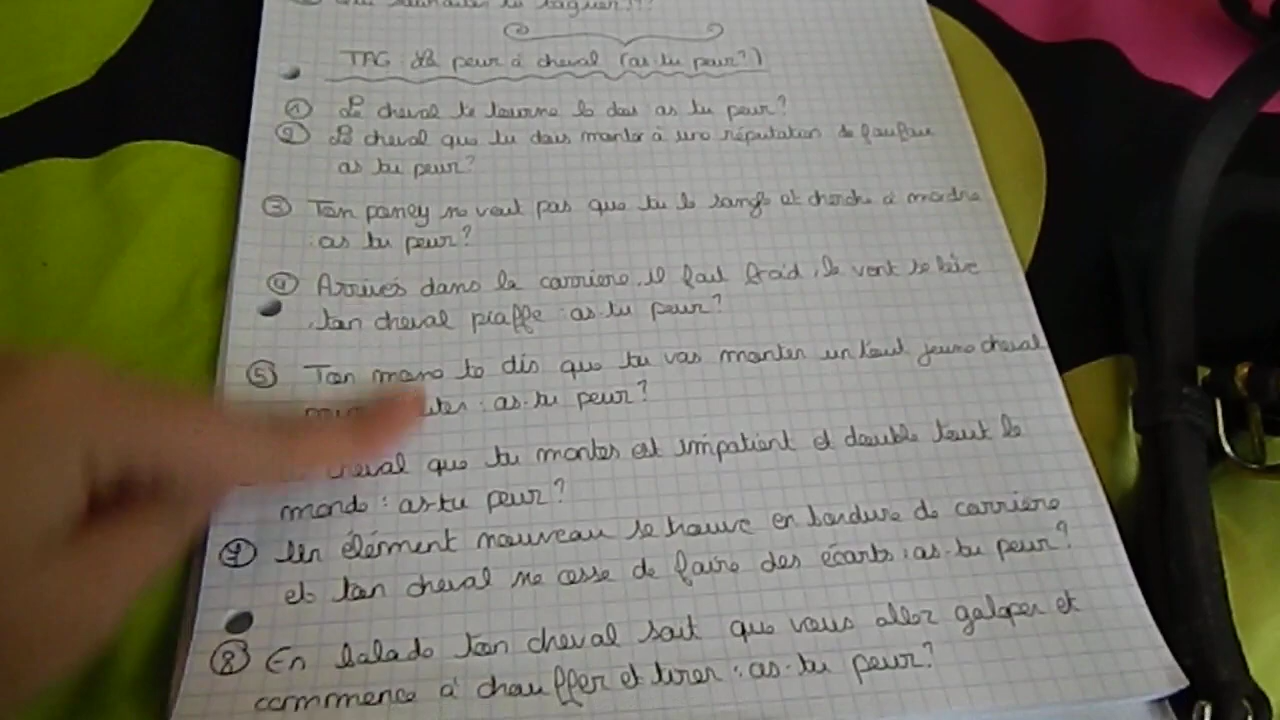 souhaites tu taguer???
TAG: La peur à cheval (as-tu peur?)
① Le cheval te tourne le dos as tu peur?
② Le cheval que tu dois monter à une réputation de
as tu peur?
③ Ton poney ne veut pas que tu le sangle et cherche à mordre
:as tu peur?
④ Arrivés dans la carrière, il fait froid, le vent se lève
, ton cheval piaffe :as-tu peur?
⑤ Ton mono te dis que tu vas monter un tout jeune cheval
:as-tu peur?
cheval que tu montes est impatient et double tout le
monde : as-tu peur?
⑦ Un élément nouveau se trouve en bordure de carrière
et ton cheval ne cesse de faire des écarts :as-tu peur?
⑧ En balade ton cheval sait que vous allez galoper et
commence à chauffer et tirer :as-tu peur?